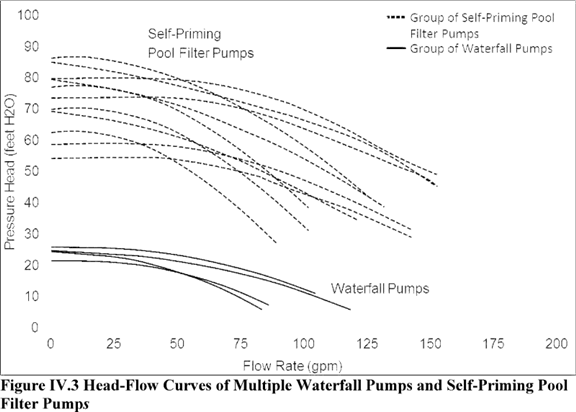 Self-Priming
Pool Filter Pumps
Group of Self-Priming Pool
Filter Pumps
Group of Waterfall Pumps
100
90
80
70
60
50
40
30
20
10
0
Pressure Head (feet H2O)
Waterfall Pumps
0 25 50 75 100 125 150 175 200
Flow Rate (gpm)
Figure IV.3 Head-Flow Curves of Multiple Waterfall Pumps and Self-Priming Pool
Filter Pumps